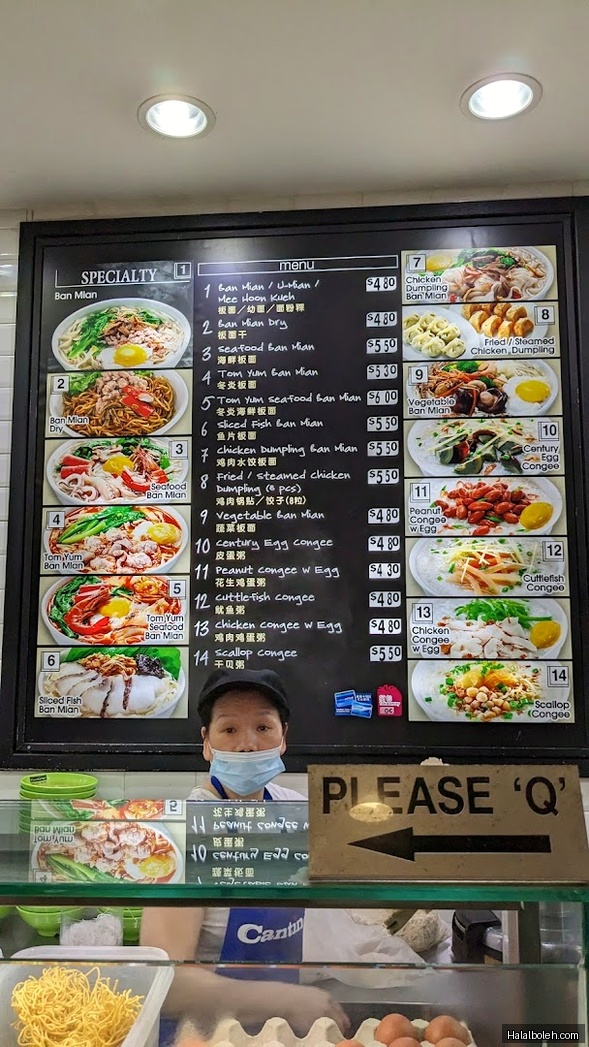 SPECIALTY 1
Ban Mian
2
Ban Mian
Dry
3
Seafood
Ban Mian
4
Tom Yum
Ban Mian
5
Tom Yum
Seafood
Ban Mian
6
Sliced Fish
Ban Mian
menu
1 Ban Mian / U-Mian / $4.80
Mee Hoon Kueh
板面／幼面／面粉粿
2 Ban Mian Dry $4.80
板面干
3 Seafood Ban Mian $5.50
海鲜板面
4 Tom Yum Ban Mian $5.30
冬炎板面
5 Tom Yum Seafood Ban Mian $6.00
冬炎海鲜板面
6 Sliced Fish Ban Mian $5.50
鱼片板面
7 Chicken Dumpling Ban Mian $5.50
鸡肉水饺板面
8 Fried / Steamed Chicken $5.50
Dumpling (8 pcs)
鸡肉锅贴／饺子(8粒)
9 Vegetable Ban Mian $4.80
蔬菜板面
10 Century Egg Congee $4.80
皮蛋粥
11 Peanut Congee w Egg $4.30
花生鸡蛋粥
12 Cuttlefish Congee $4.80
鱿鱼粥
13 Chicken Congee w Egg $4.80
鸡肉鸡蛋粥
14 Scallop Congee $5.50
干贝粥
7
Chicken
Dumpling
Ban Mian
8
Fried / Steamed
Chicken Dumpling
9
Vegetable
Ban Mian
10
Century
Egg
Congee
11
Peanut
Congee
w Egg
12
Cuttlefish
Congee
13
Chicken
Congee
w Egg
14
Scallop
Congee
PLEASE 'Q'
Halalboleh.com